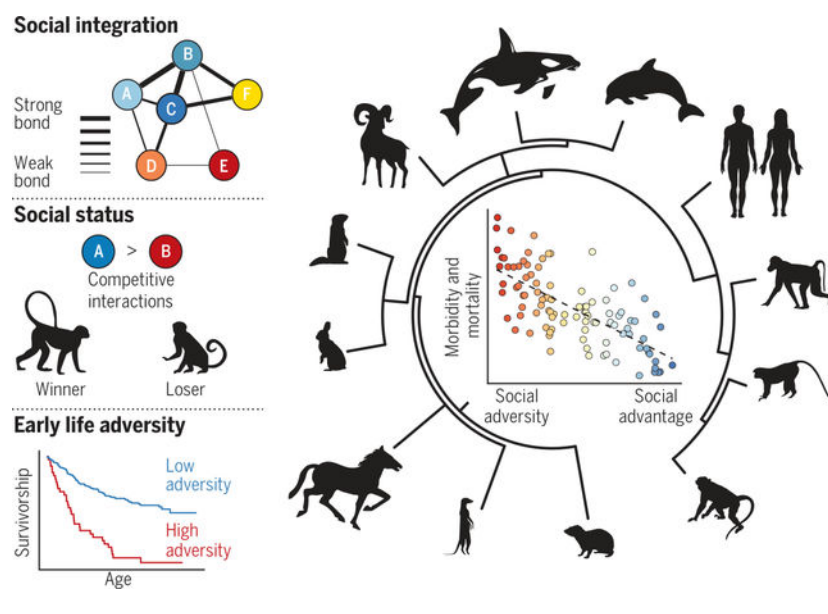 Social integration
B
A
F
C
Strong
bond
Weak
bond
D
E
Social status
A
>
B
Competitive
interactions
Winner
Loser
Early life adversity
Survivorship
Low
adversity
High
adversity
Age
Morbidity and
mortality
Social
adversity
Social
advantage